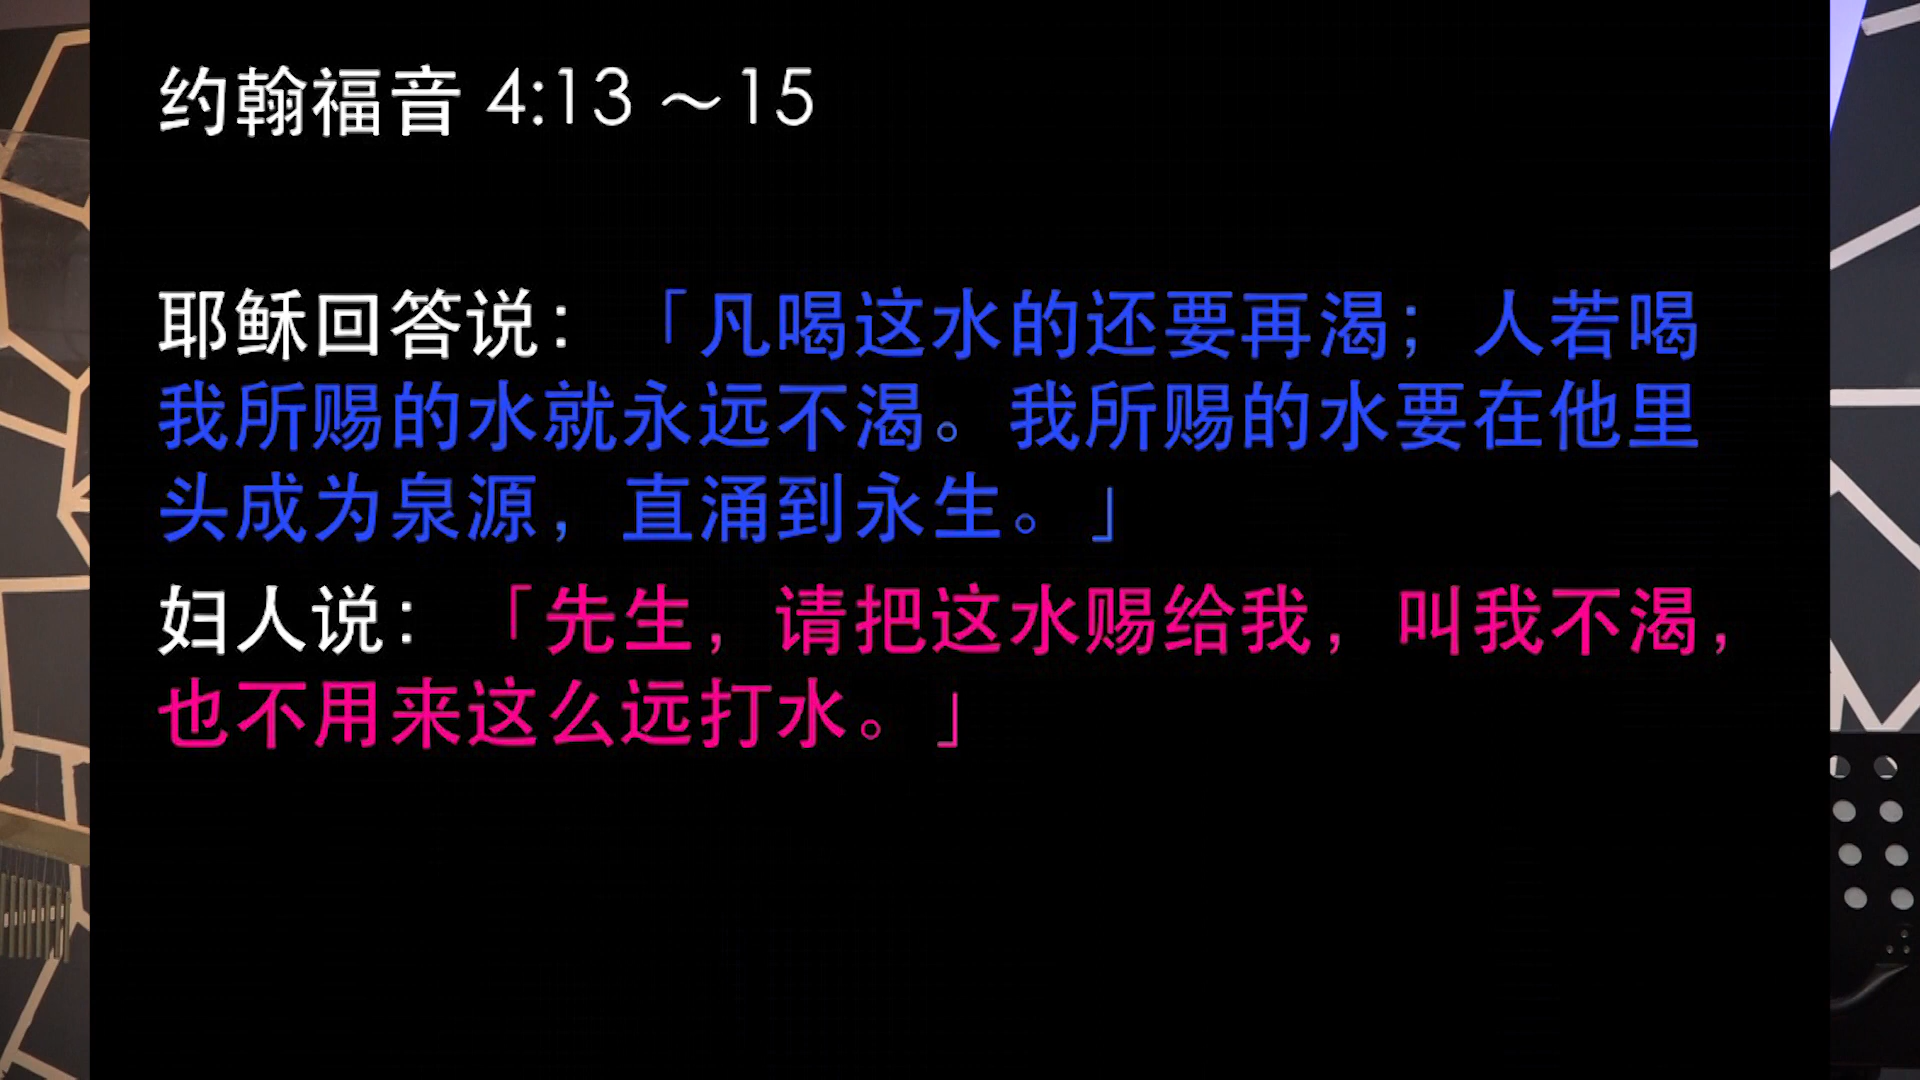 约翰福音 4:13 ～15
耶稣回答说：「凡喝这水的还要再渴；人若喝
我所赐的水就永远不渴。我所赐的水要在他里
头成为泉源，直涌到永生。」
妇人说：「先生，请把这水赐给我，叫我不渴，
也不用来这么远打水。」